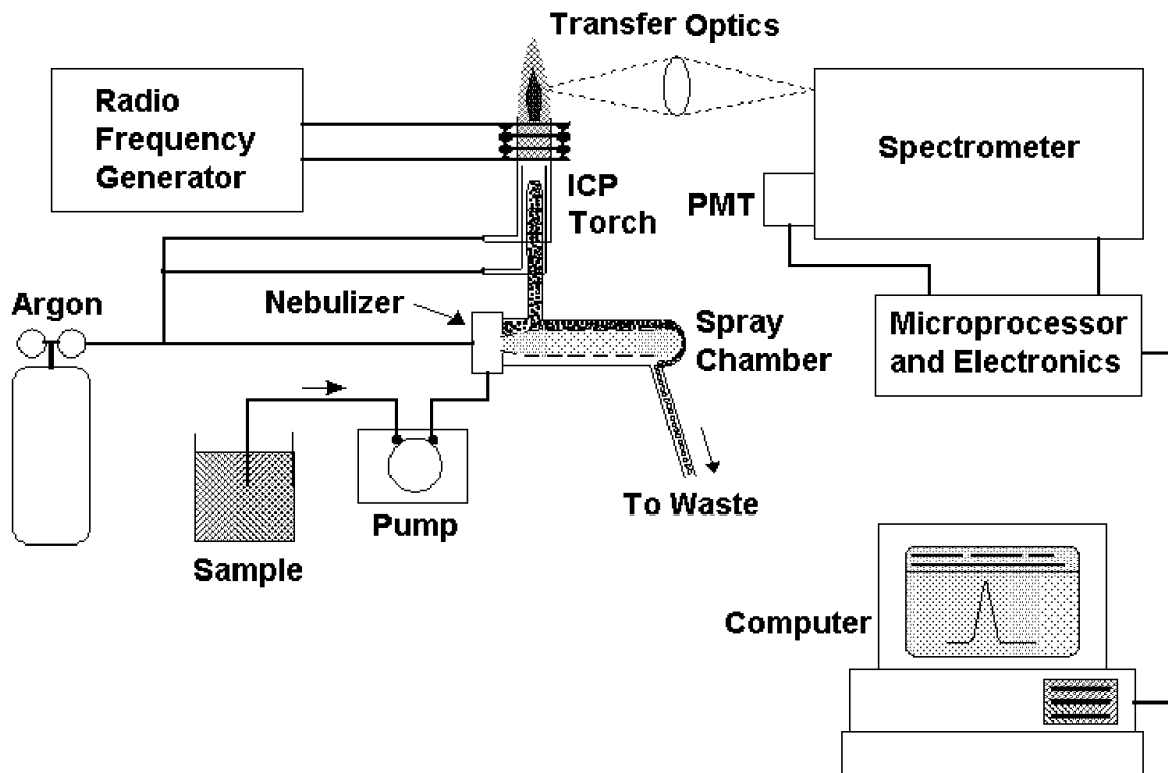 Transfer Optics
Radio
Frequency
Generator
Spectrometer
ICP
Torch
PMT
Argon
Nebulizer
Spray
Chamber
Microprocessor
and Electronics
To Waste
Pump
Sample
Computer